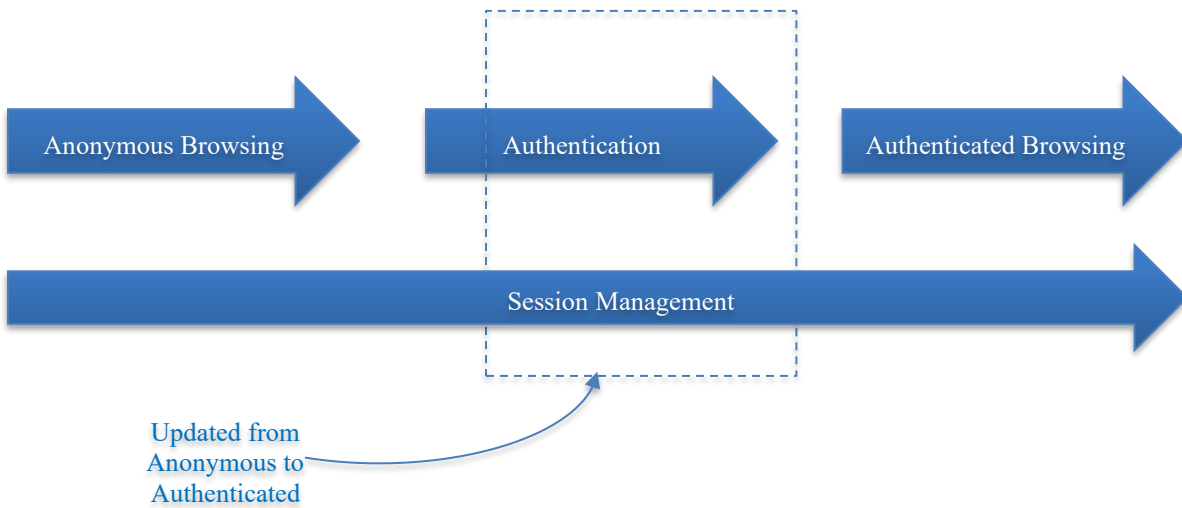 Anonymous Browsing
Authentication
Authenticated Browsing
Session Management
Updated from
Anonymous to
Authenticated